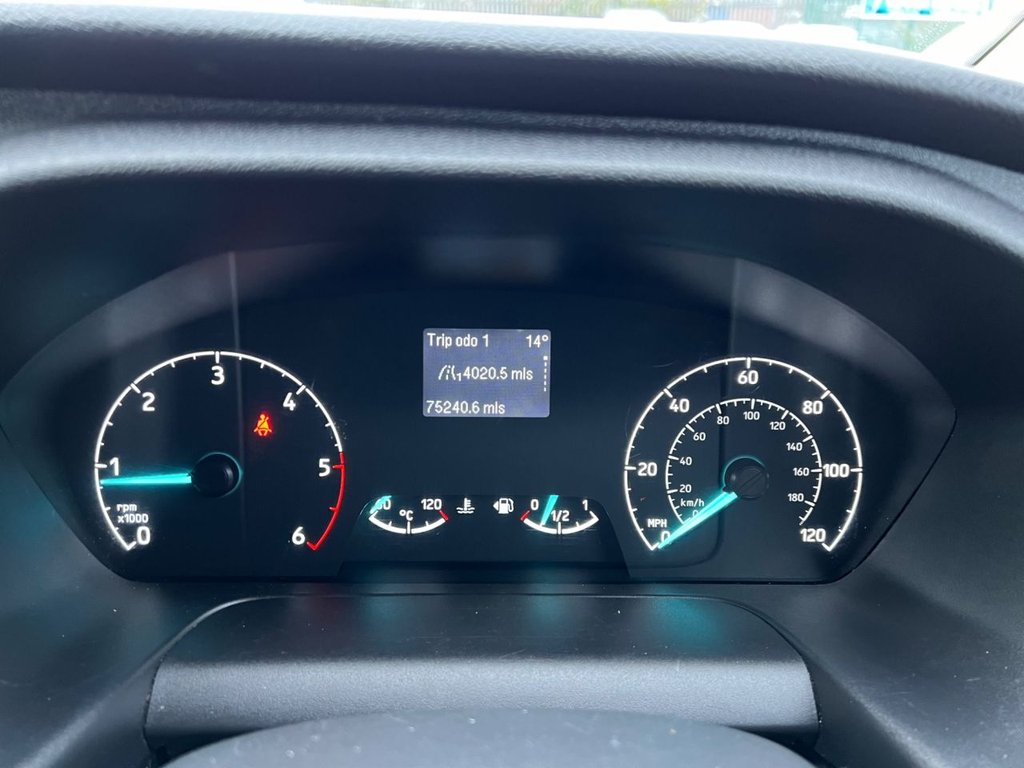 Trip odo 1 14°
1 4020.5 mls
75240.6 mls
0 1 2 3 4 5 6
rpm
x1000
120
°C
0 1/2 1
0 20 40 60 80 100 120
MPH
20 40 60 80 100 120 140 160 180
km/h